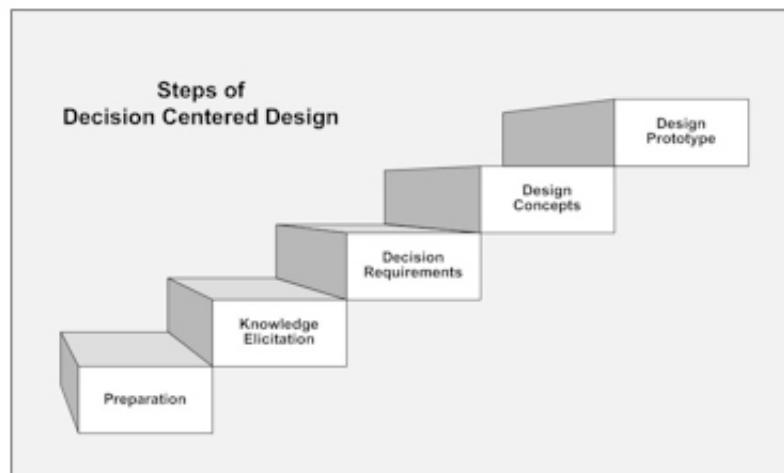 Steps of
Decision Centered Design
Design
Prototype
Design
Concepts
Decision
Requirements
Knowledge
Elicitation
Preparation